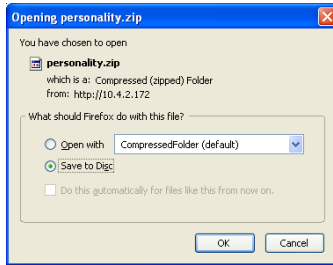 Opening personality.zip
You have chosen to open
personality.zip
which is a: Compressed (zipped) Folder
from: http://10.4.2.172
What should Firefox do with this file?
Open with CompressedFolder (default)
Save to Disc
Do this automatically for files like this from now on.
OK Cancel